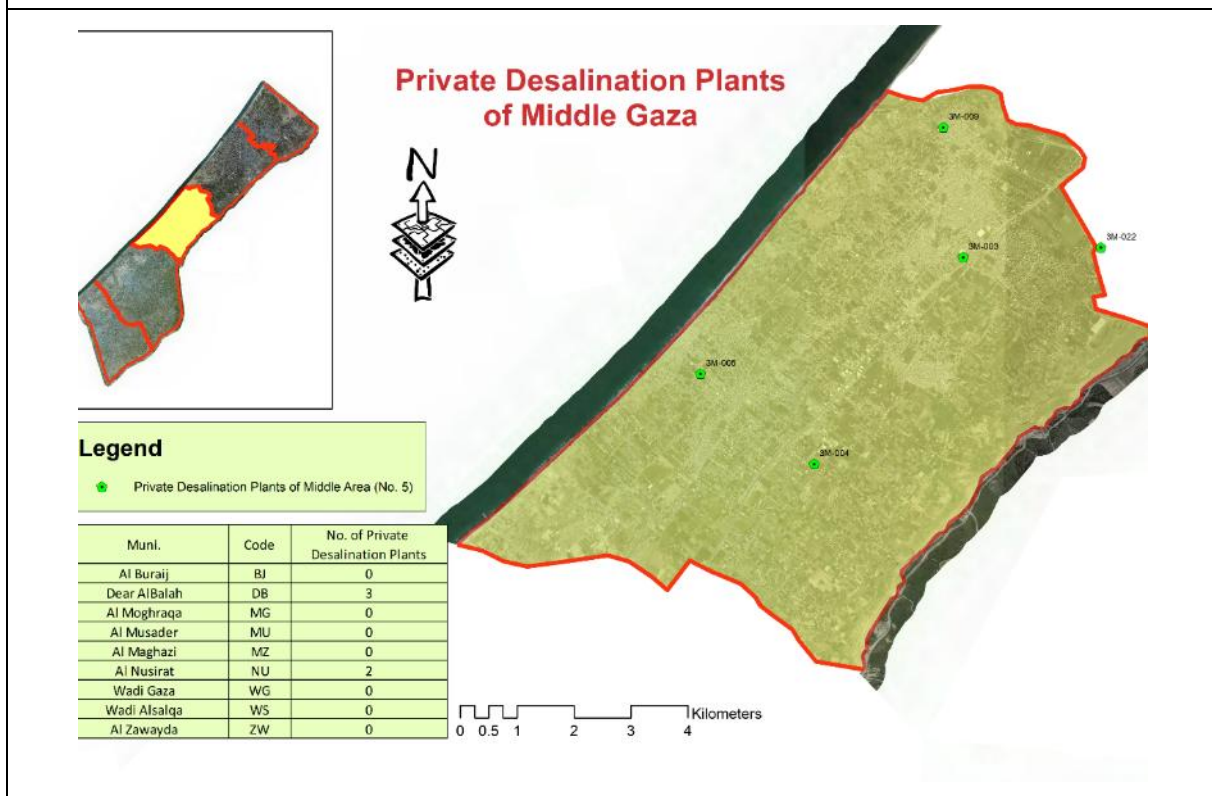 Private Desalination Plants
of Middle Gaza
N
3M-009
3M-022
3M-003
3M-004
Legend
Private Desalination Plants of Middle Area (No. 5)
Muni. Code No. of Private Desalination Plants
Al Buraij BJ 0
Dear AlBalah DB 3
Al Moghraqa MG 0
Al Musader MU 0
Al Maghazi MZ 0
Al Nusirat NU 2
Wadi Gaza WG 0
Wadi Alsalqa WS 0
Al Zawayda ZW 0
Kilometers
0 0.5 1 2 3 4